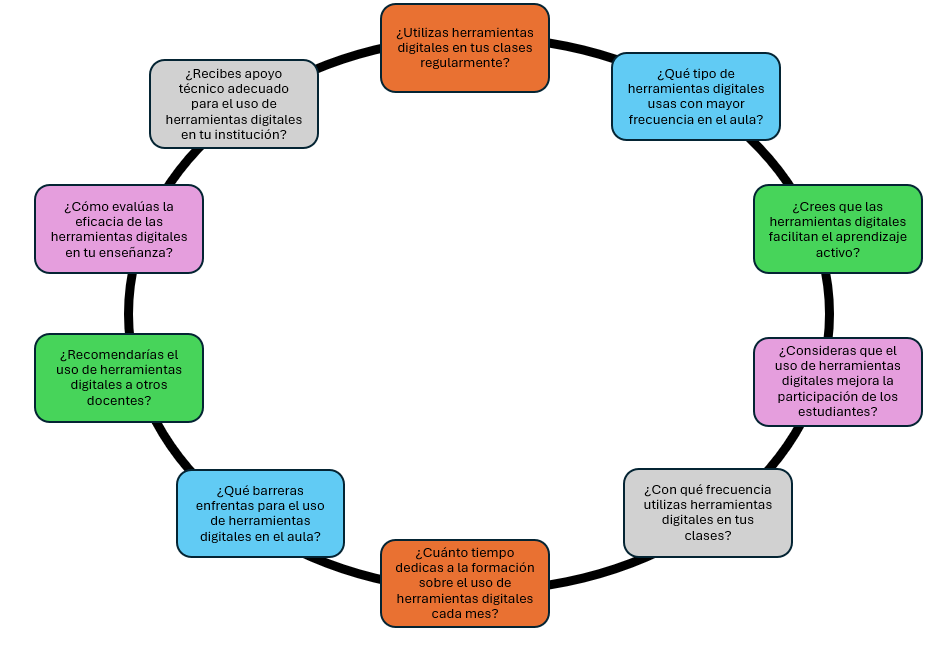 ¿Utilizas herramientas
digitales en tus clases
regularmente?
¿Qué tipo de
herramientas digitales
usas con mayor
frecuencia en el aula?
¿Crees que las
herramientas digitales
facilitan el aprendizaje
activo?
¿Consideras que el
uso de herramientas
digitales mejora la
participación de los
estudiantes?
¿Con qué frecuencia
utilizas herramientas
digitales en tus
clases?
¿Cuánto tiempo
dedicas a la formación
sobre el uso de
herramientas digitales
cada mes?
¿Qué barreras
enfrentas para el uso
de herramientas
digitales en el aula?
¿Recomendarías el
uso de herramientas
digitales a otros
docentes?
¿Cómo evalúas la
eficacia de las
herramientas digitales
en tu enseñanza?
¿Recibes apoyo
técnico adecuado
para el uso de
herramientas digitales
en tu institución?